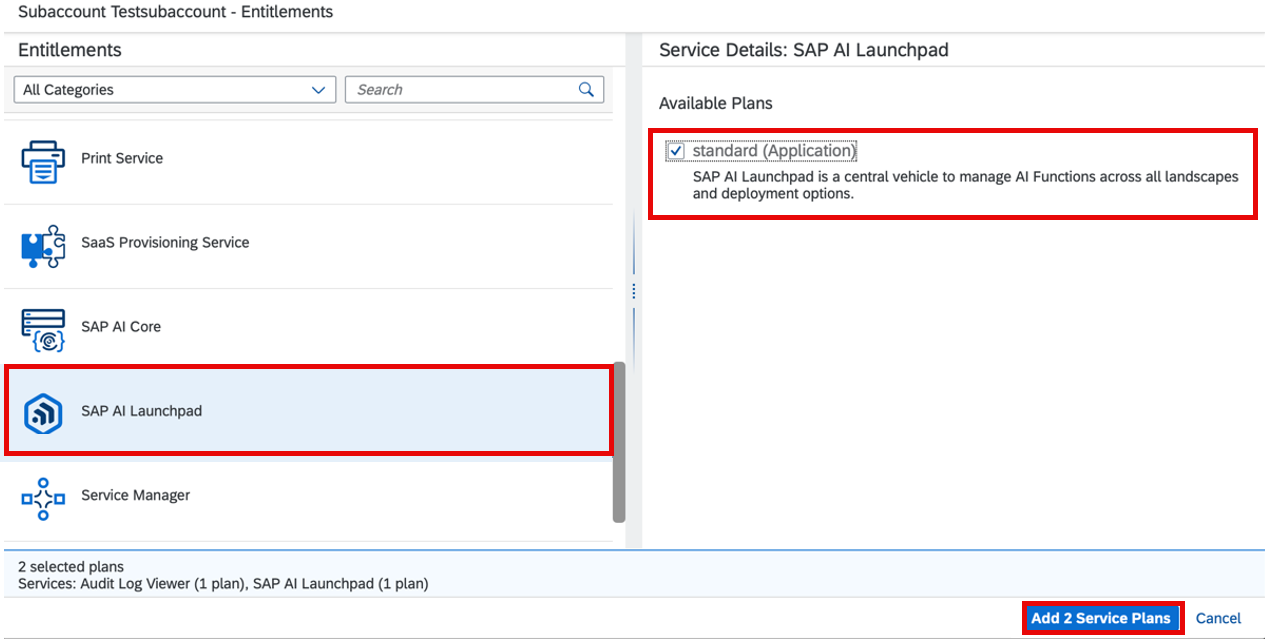 Subaccount Testsubaccount - Entitlements
Entitlements
All Categories
Search
Print Service
SaaS Provisioning Service
SAP AI Core
SAP AI Launchpad
Service Manager
Service Details: SAP AI Launchpad
Available Plans
standard (Application)
SAP AI Launchpad is a central vehicle to manage AI Functions across all landscapes
and deployment options.
2 selected plans
Services: Audit Log Viewer (1 plan), SAP AI Launchpad (1 plan)
Add 2 Service Plans
Cancel